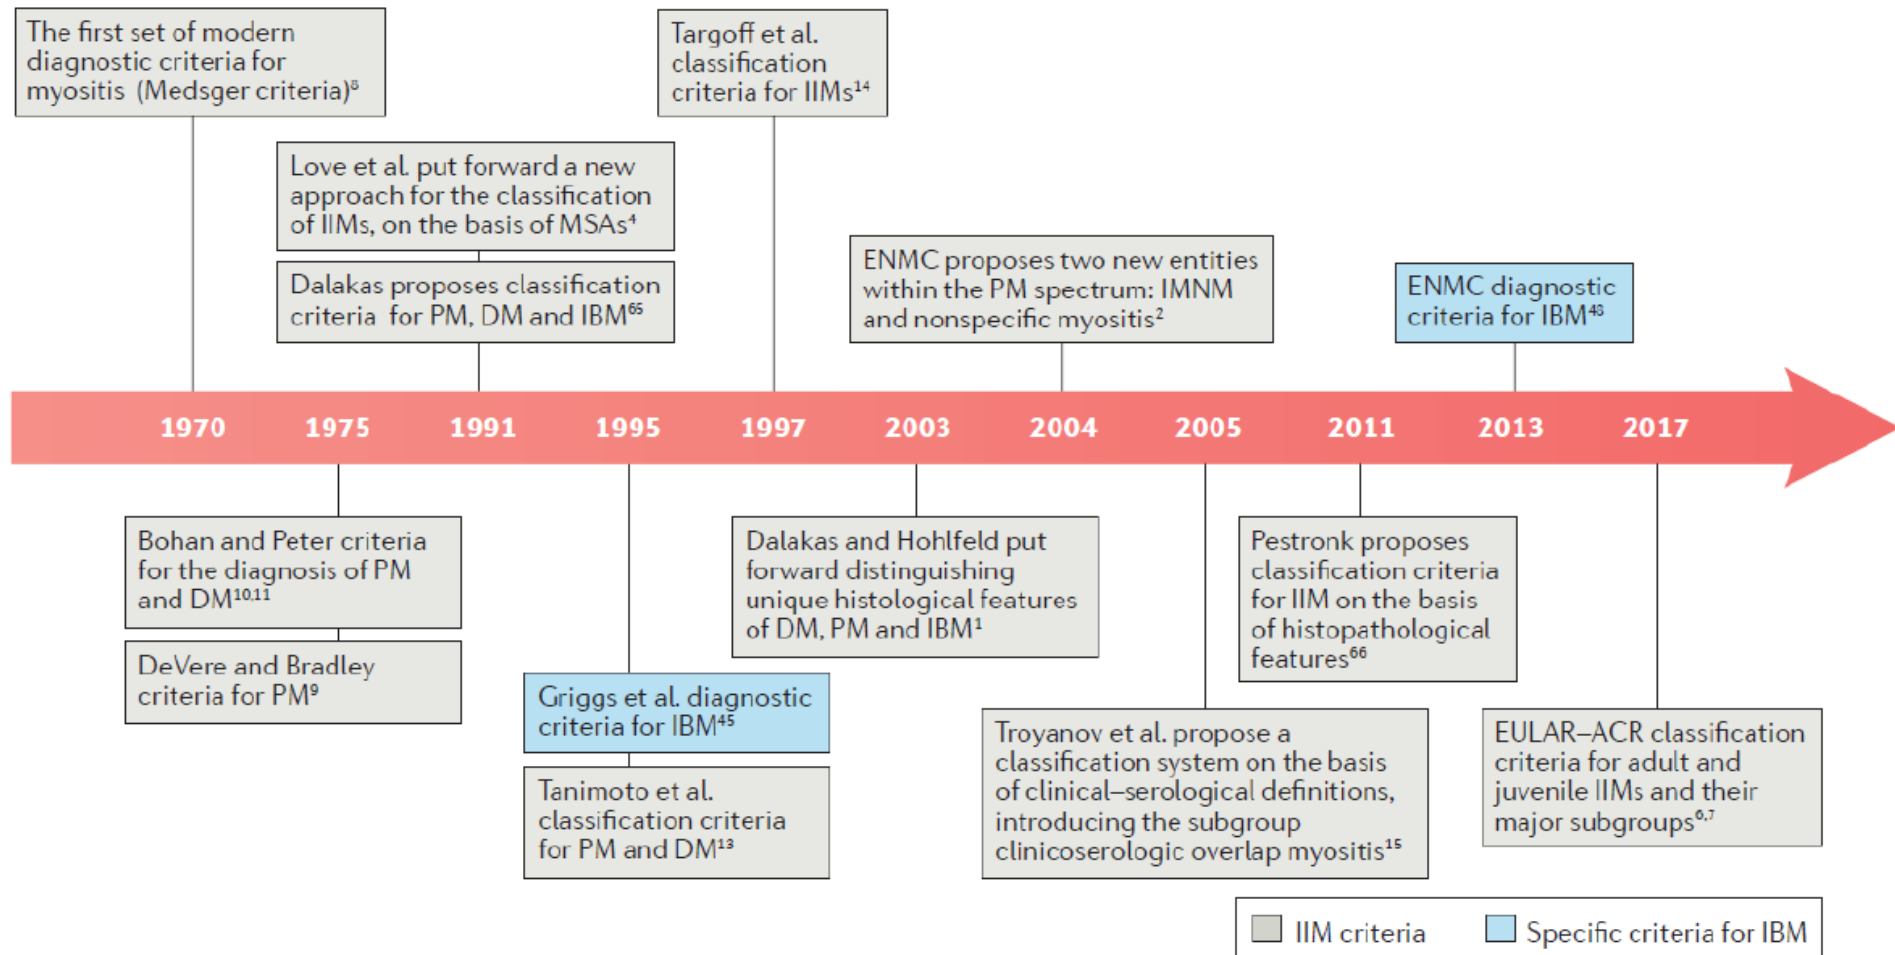 The first set of modern
diagnostic criteria for
myositis (Medsger criteria)⁸
Targoff et al.
classification
criteria for IIMs¹⁴
Love et al. put forward a new
approach for the classification
of IIMs, on the basis of MSAs⁴
Dalakas proposes classification
criteria for PM, DM and IBM⁶⁵
ENMC proposes two new entities
within the PM spectrum: IMNM
and nonspecific myositis²
ENMC diagnostic
criteria for IBM⁴⁸
1970 1975 1991 1995 1997 2003 2004 2005 2011 2013 2017
Bohan and Peter criteria
for the diagnosis of PM
and DM¹⁰,¹¹
DeVere and Bradley
criteria for PM⁹
Griggs et al. diagnostic
criteria for IBM⁴⁵
Tanimoto et al.
classification criteria
for PM and DM¹³
Dalakas and Hohlfeld put
forward distinguishing
unique histological features
of DM, PM and IBM¹
Troyanov et al. propose a
classification system on the basis
of clinical–serological definitions,
introducing the subgroup
clinicoserologic overlap myositis¹⁵
Pestronk proposes
classification criteria
for IIM on the basis
of histopathological
features⁶⁶
EULAR–ACR classification
criteria for adult and
juvenile IIMs and their
major subgroups⁶,⁷
IIM criteria
Specific criteria for IBM